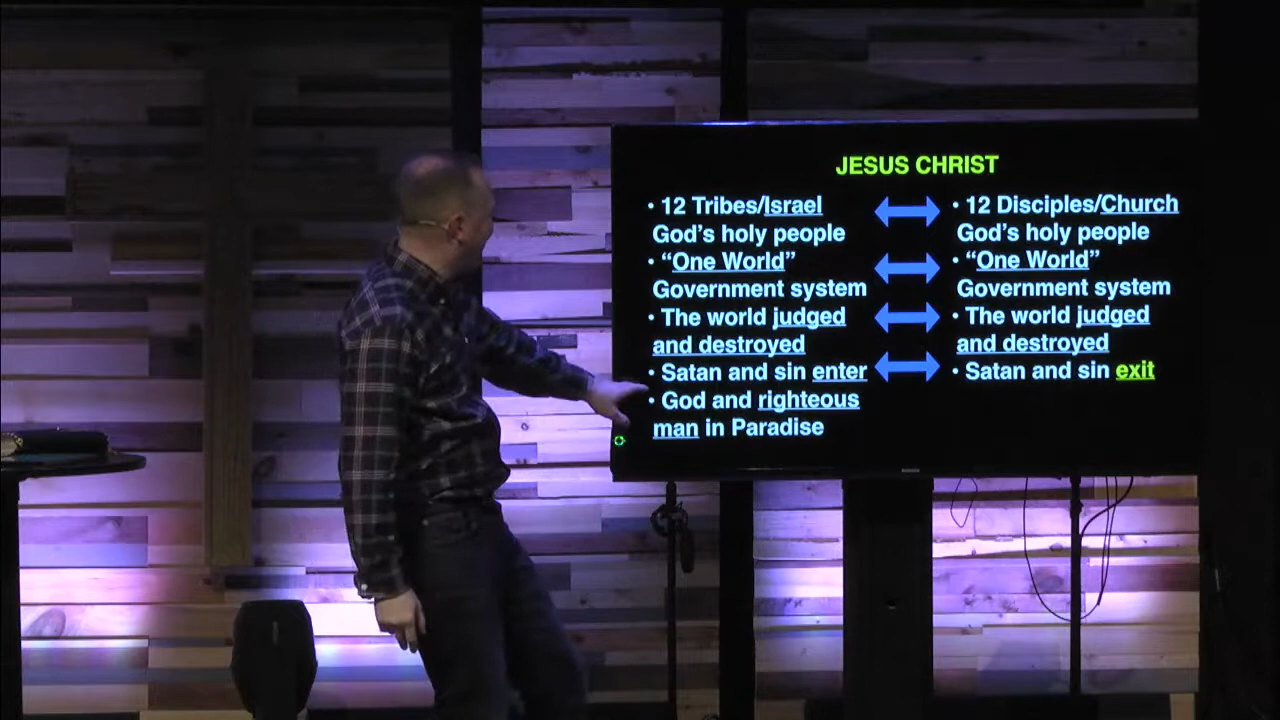 JESUS CHRIST
• 12 Tribes/Israel
God's holy people
• “One World”
Government system
• The world judged
and destroyed
• Satan and sin enter
• God and righteous
man in Paradise
• 12 Disciples/Church
God's holy people
• “One World”
Government system
• The world judged
and destroyed
• Satan and sin exit